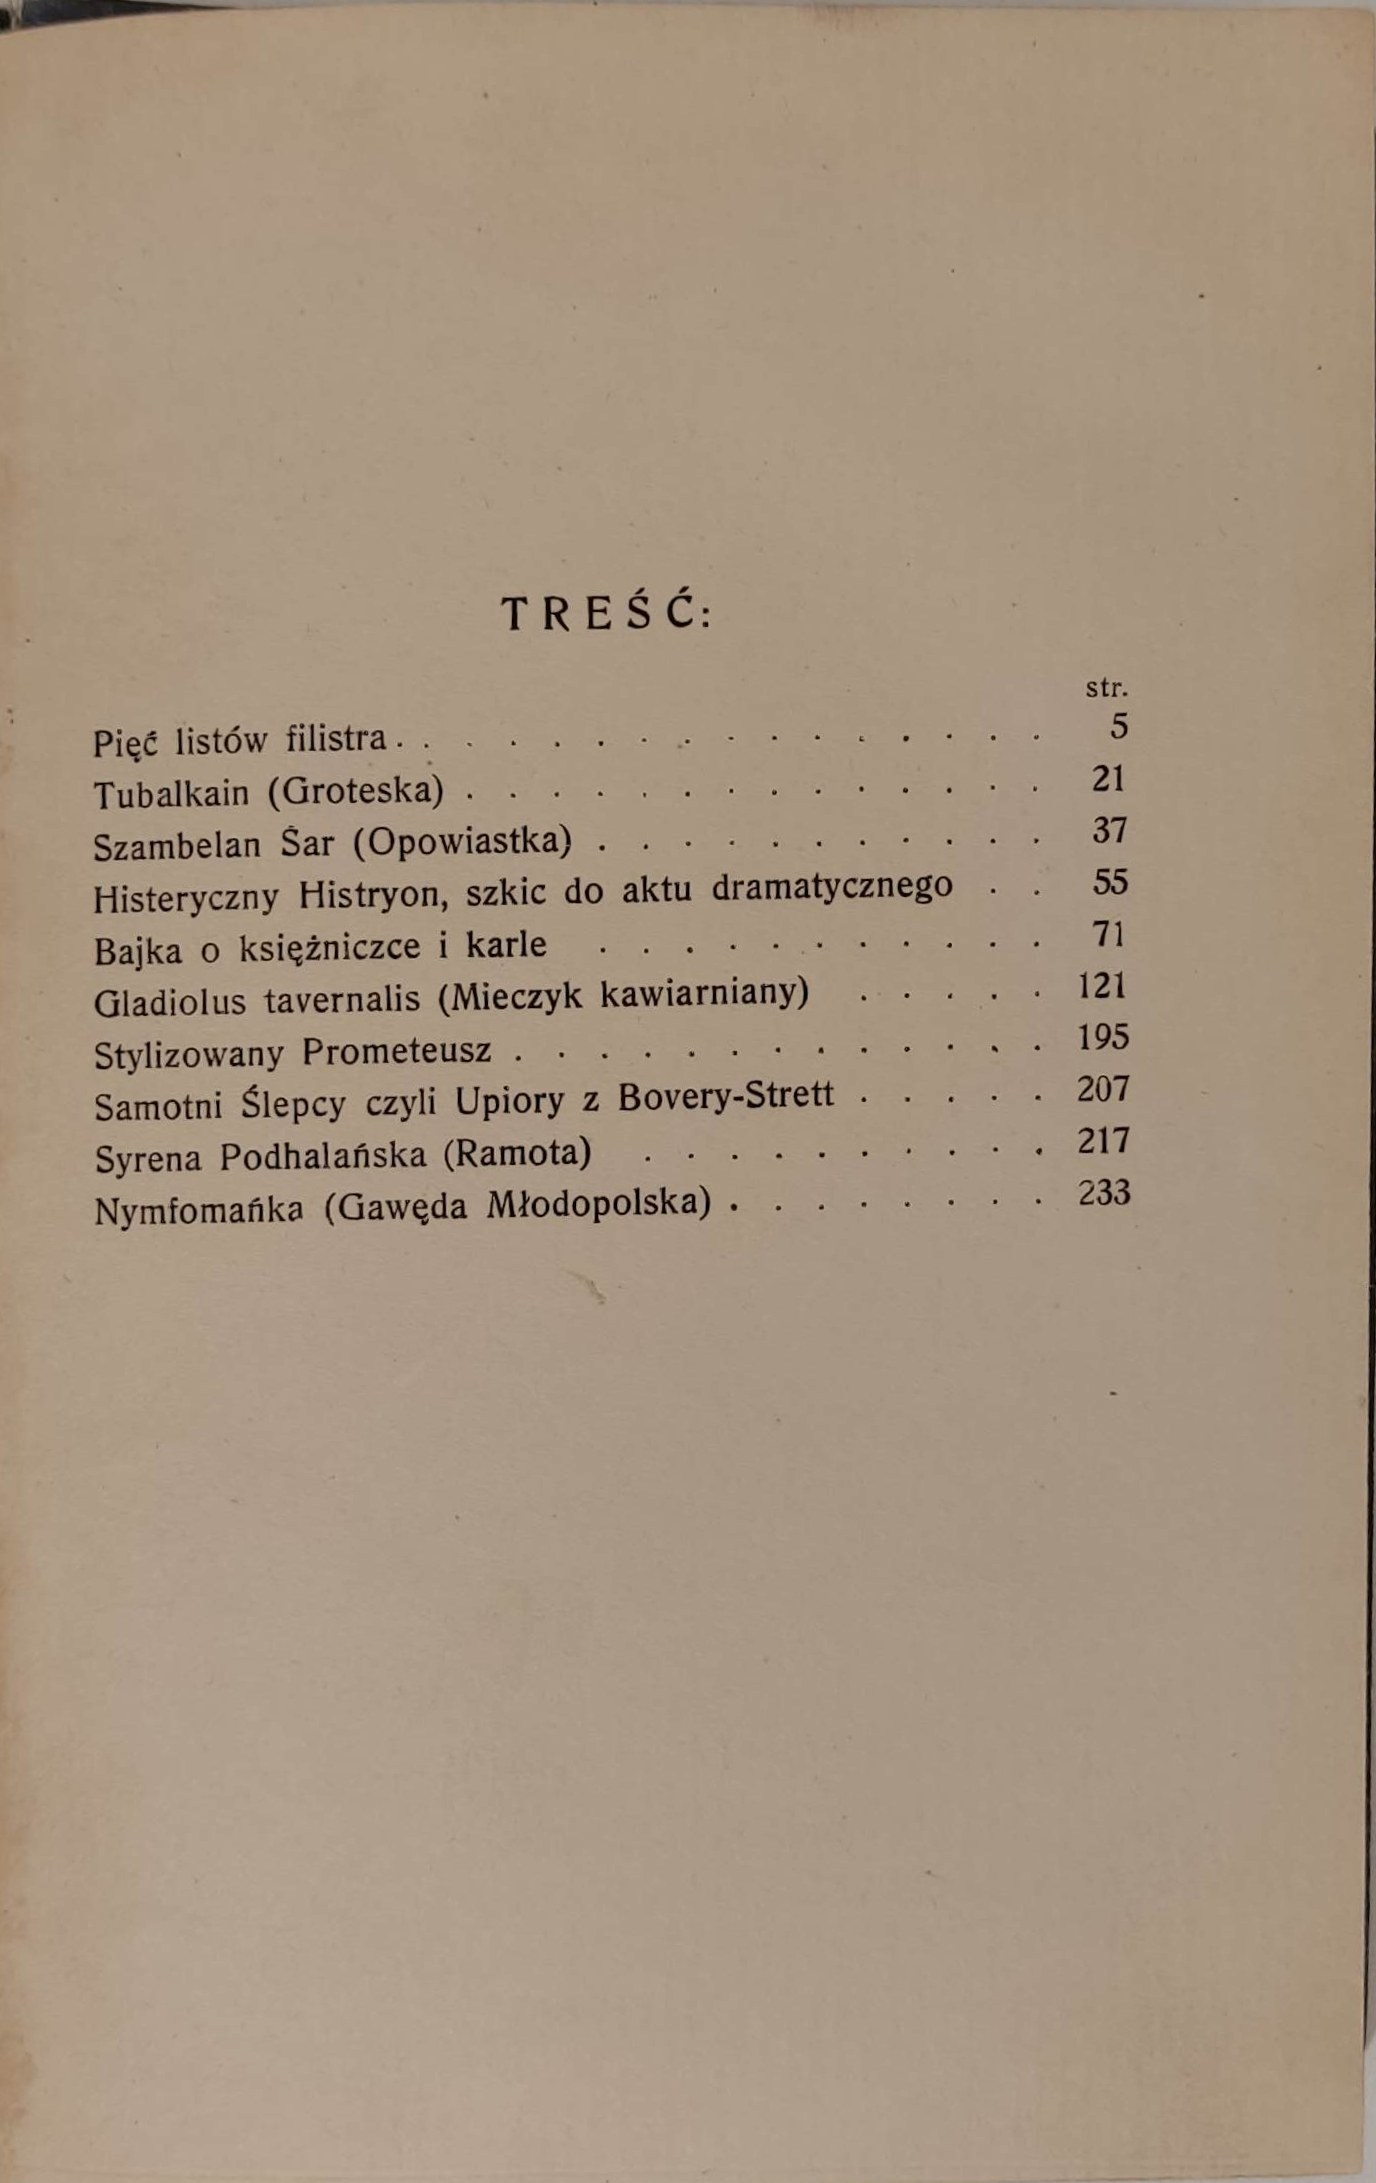 TREŚĆ:
str.
Pięć listów filistra . . . . . . . . . . . . . . . . 5
Tubalkain (Groteska) . . . . . . . . . . . . . . 21
Szambelan Śar (Opowiastka) . . . . . . . . . . . 37
Histeryczny Histryon, szkic do aktu dramatycznego . . 55
Bajka o księżniczce i karle . . . . . . . . . . . 71
Gladiolus tavernalis (Mieczyk kawiarniany) . . . . . 121
Stylizowany Prometeusz . . . . . . . . . . . . . 195
Samotni Ślepcy czyli Upiory z Bovery-Strett . . . . . 207
Syrena Podhalańska (Ramota) . . . . . . . . . . 217
Nymfomańka (Gawęda Młodopolska) . . . . . . . . 233